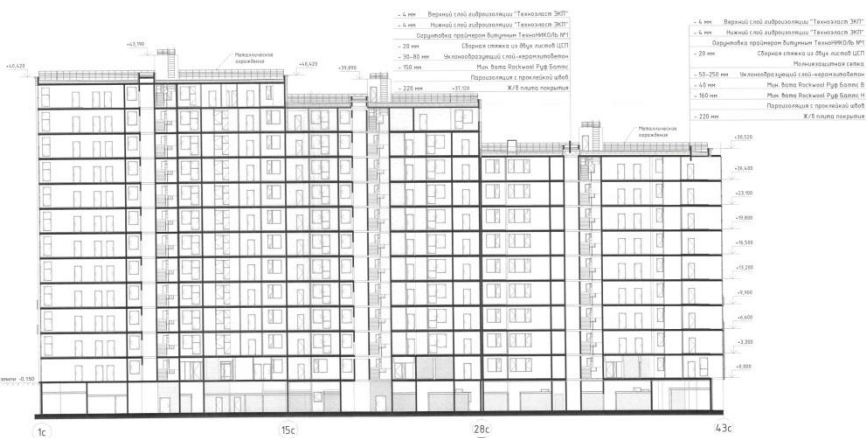 - 4 мм Верхний слой гидроизоляции "Техноэласт ЭКП"
- 4 мм Нижний слой гидроизоляции "Техноэласт ЭКП"
Огрунтовка праймером битумным ТехноНИКОЛЬ №1
- 20 мм Сборная стяжка из двух листов ЦСП
- 30-80 мм Уклонообразующий слой-керамзитобетон
- 150 мм Мин. вата Rockwool Руф Баттс
Пароизоляция с проклейкой швов
- 220 мм Ж/б плита покрытия
- 4 мм Верхний слой гидроизоляции "Техноэласт ЭКП"
- 4 мм Нижний слой гидроизоляции "Техноэласт ЭКП"
Огрунтовка праймером битумным ТехноНИКОЛЬ №1
- 20 мм Сборная стяжка из двух листов ЦСП
Молниезащитная сетка
- 50-250 мм Уклонообразующий слой-керамзитобетон
- 40 мм Мин. вата Rockwool Руф Баттс В
- 160 мм Мин. вата Rockwool Руф Баттс Н
Пароизоляция с проклейкой швов
- 220 мм Ж/б плита покрытия
+43,190
Металлическое
ограждение
+40,420
+40,420
+39,890
+37,120
Металлическое
ограждение
+30,520
+26,400
+23,100
+19,800
+16,500
+13,200
+9,900
+6,600
+3,300
+0,000
земли -0,150
1с
15с
28с
43с